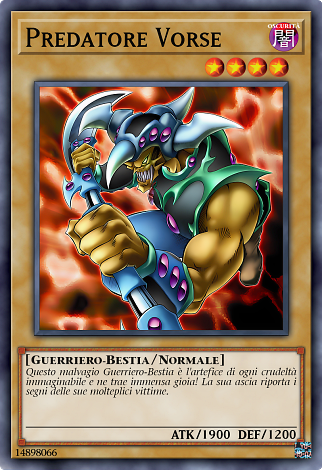 PREDATORE VORSE
OSCURITÀ
闇
[GUERRIERO-BESTIA/NORMALE]
Questo malvagio Guerriero-Bestia è l'artefice di ogni crudeltà
immaginabile e ne trae immensa gioia! La sua ascia riporta i
segni delle sue molteplici vittime.
ATK/1900 DEF/1200
14898066